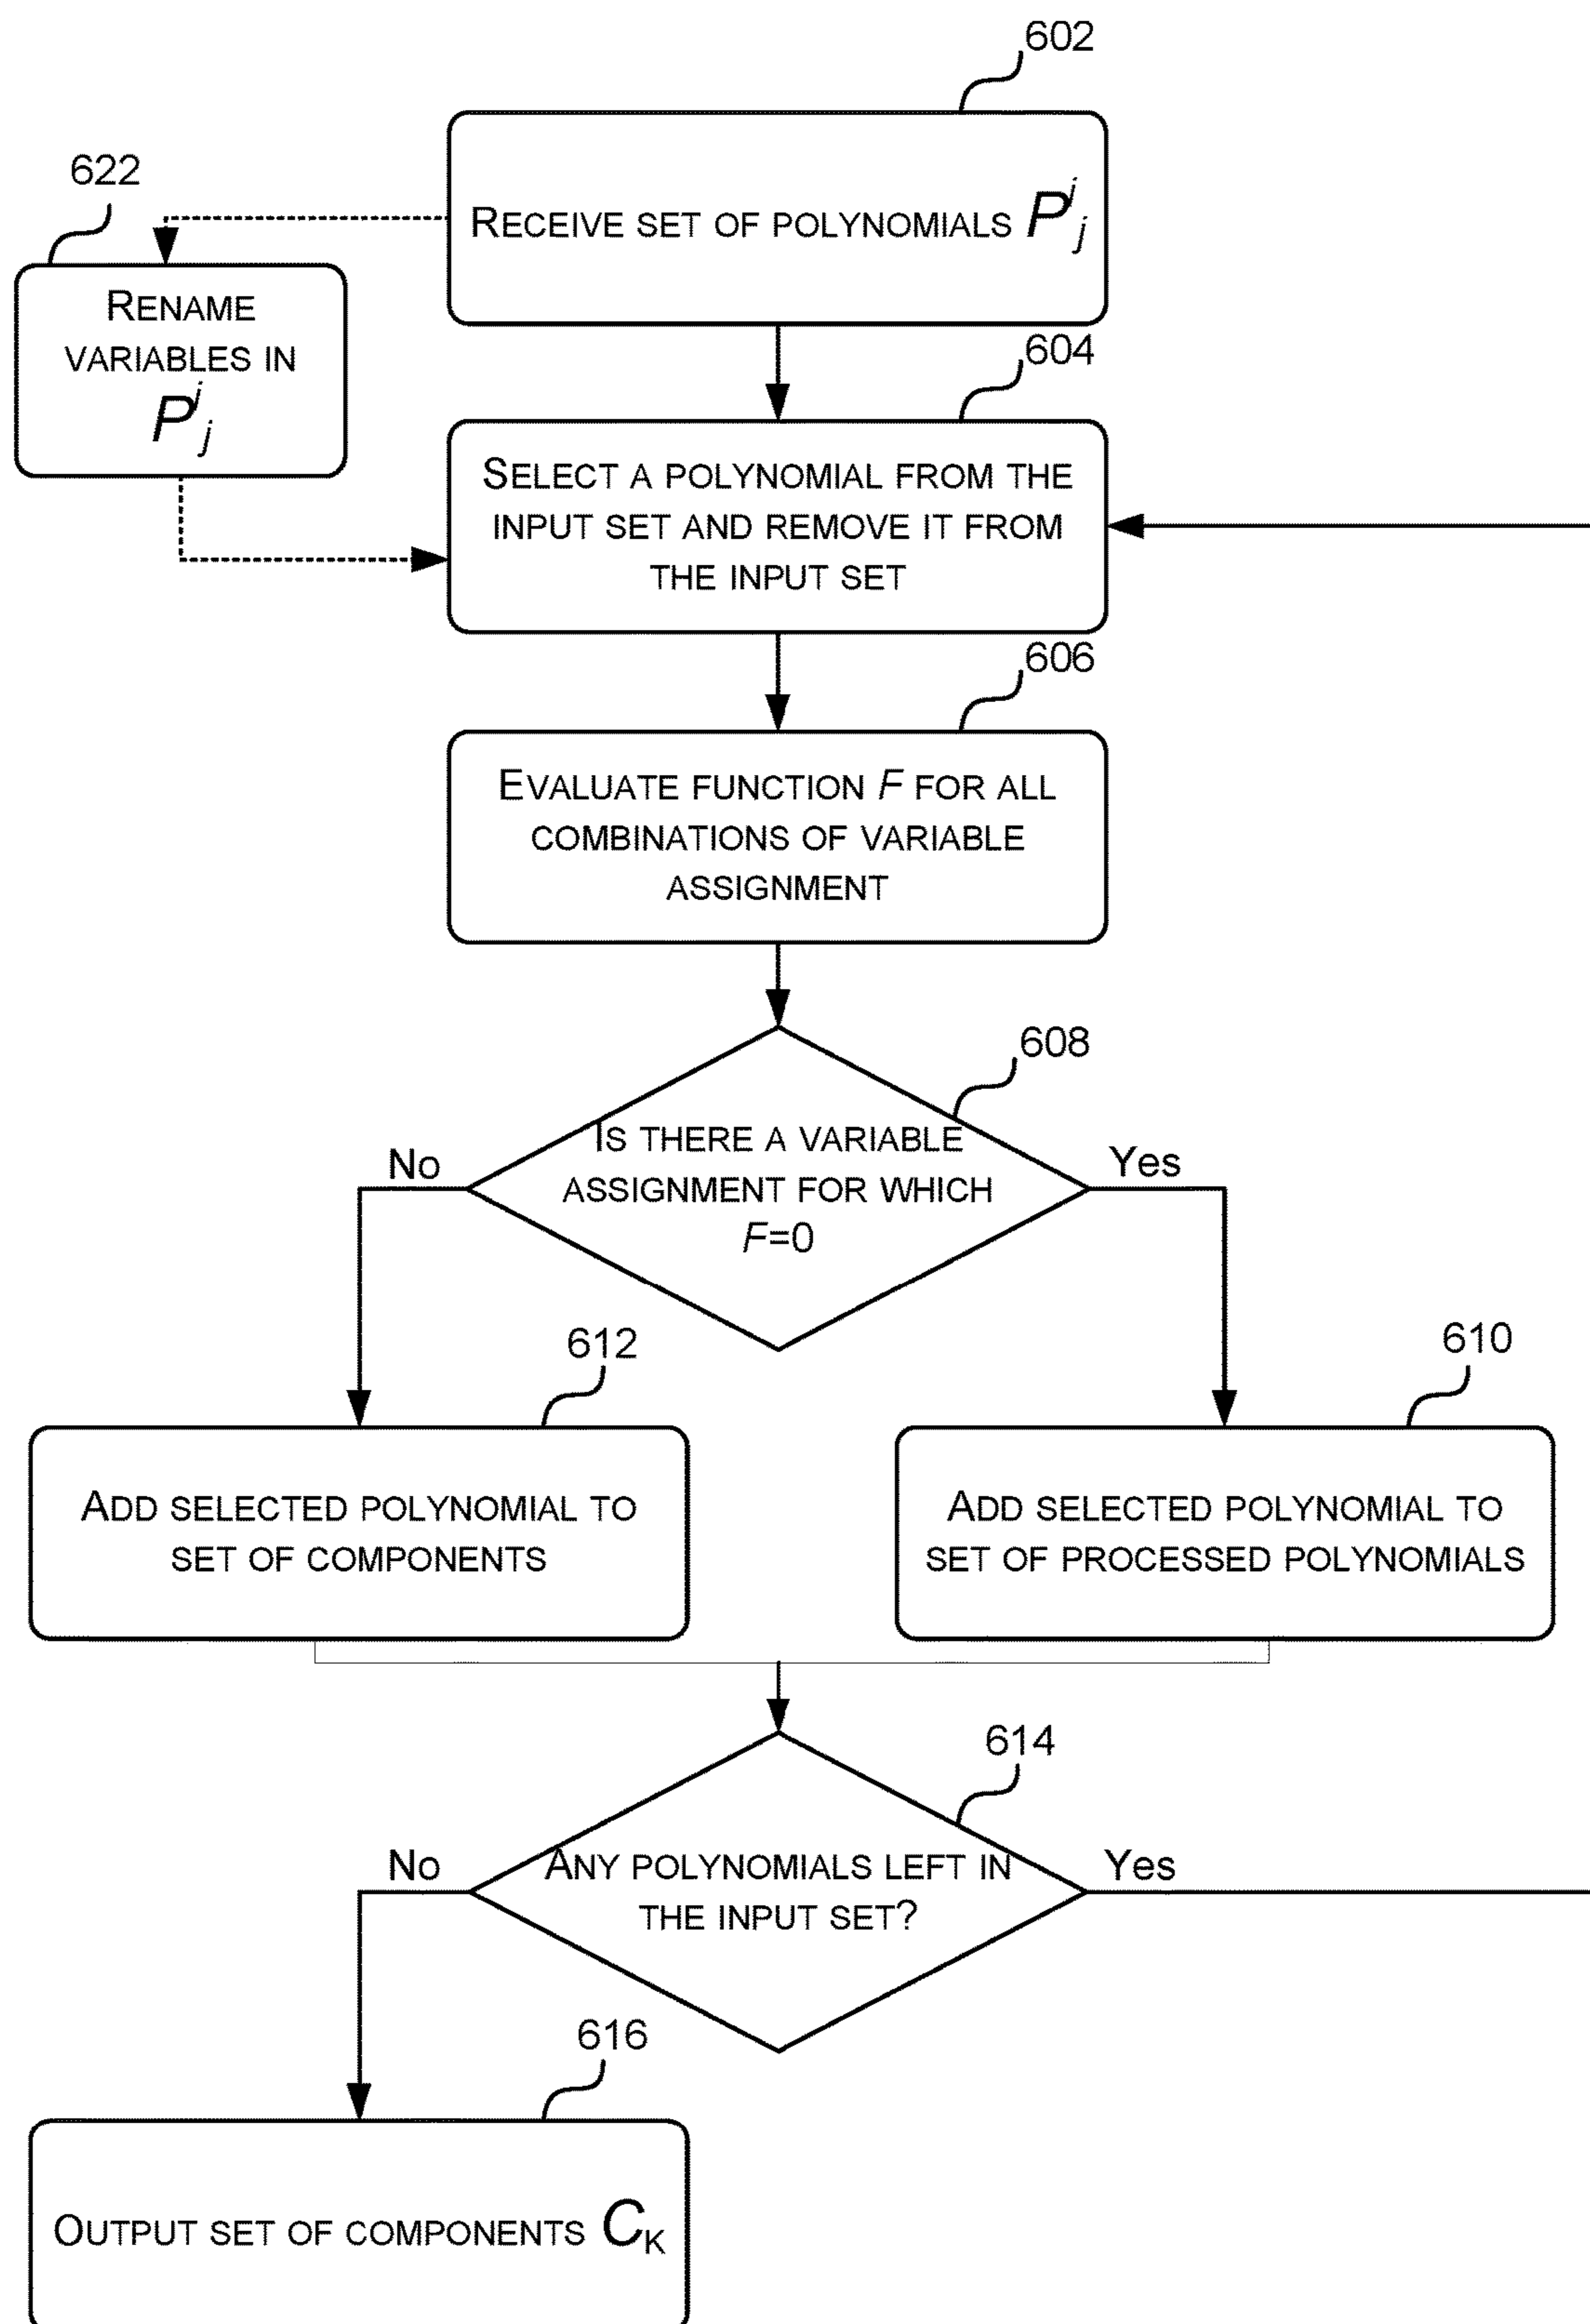 602
622
RECEIVE SET OF POLYNOMIALS P^i_j
RENAME
VARIABLES IN
P^i_j
604
SELECT A POLYNOMIAL FROM THE
INPUT SET AND REMOVE IT FROM
THE INPUT SET
606
EVALUATE FUNCTION F FOR ALL
COMBINATIONS OF VARIABLE
ASSIGNMENT
608
IS THERE A VARIABLE
ASSIGNMENT FOR WHICH
F=0
No
Yes
612
610
ADD SELECTED POLYNOMIAL TO
SET OF COMPONENTS
ADD SELECTED POLYNOMIAL TO
SET OF PROCESSED POLYNOMIALS
614
ANY POLYNOMIALS LEFT IN
THE INPUT SET?
No
Yes
616
OUTPUT SET OF COMPONENTS C_K